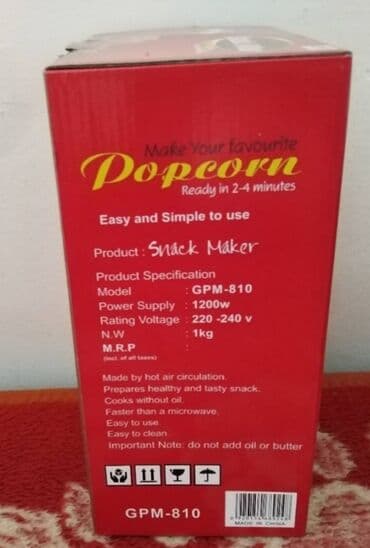 Make Your favourite
Popcorn
Ready in 2-4 minutes
Easy and Simple to use
Product : Snack Maker
Product Specification
Model : GPM-810
Power Supply : 1200w
Rating Voltage : 220 -240 v
N.W : 1kg
M.R.P :
(incl. of all taxes)
Made by hot air circulation.
Prepares healthy and tasty snack.
Cooks without oil.
Faster than a microwave.
Easy to use
Easy to clean
Important Note: do not add oil or butter
GPM-810
MADE IN CHINA